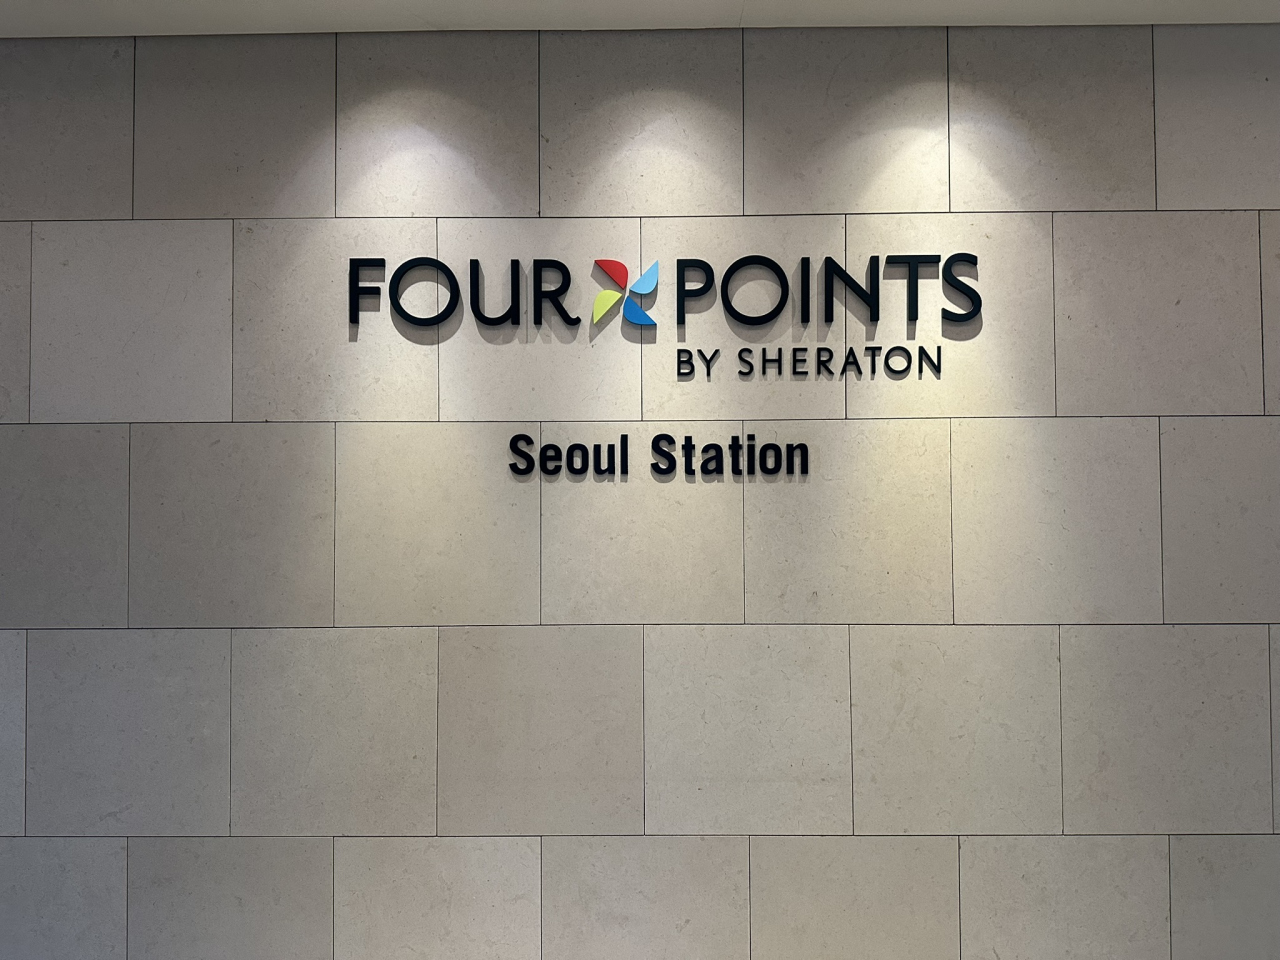 FOUR POINTS
BY SHERATON
Seoul Station